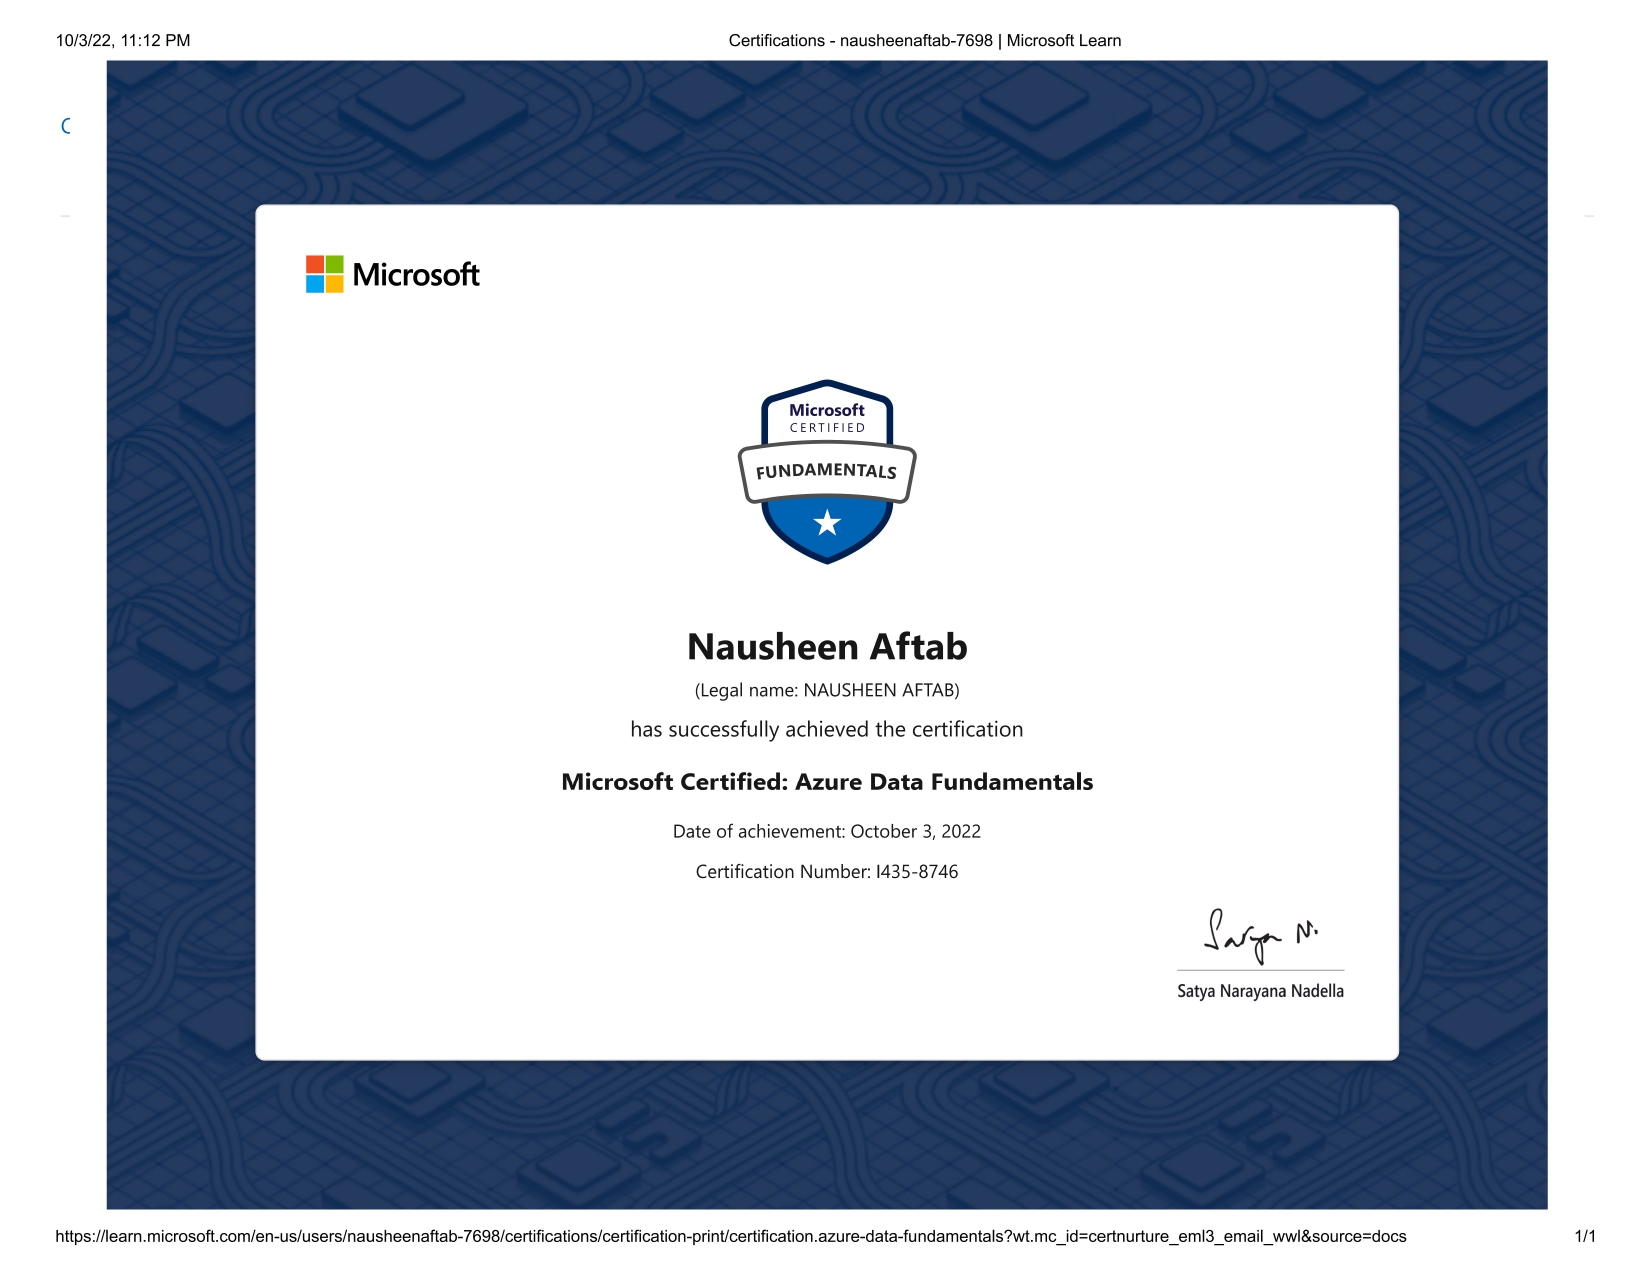 10/3/22, 11:12 PM
Certifications - nausheenaftab-7698 | Microsoft Learn
Microsoft
Microsoft
CERTIFIED
FUNDAMENTALS
Nausheen Aftab
(Legal name: NAUSHEEN AFTAB)
has successfully achieved the certification
Microsoft Certified: Azure Data Fundamentals
Date of achievement: October 3, 2022
Certification Number: I435-8746
Satya N.
Satya Narayana Nadella
https://learn.microsoft.com/en-us/users/nausheenaftab-7698/certifications/certification-print/certification.azure-data-fundamentals?wt.mc_id=certnurture_eml3_email_wwl&source=docs
1/1